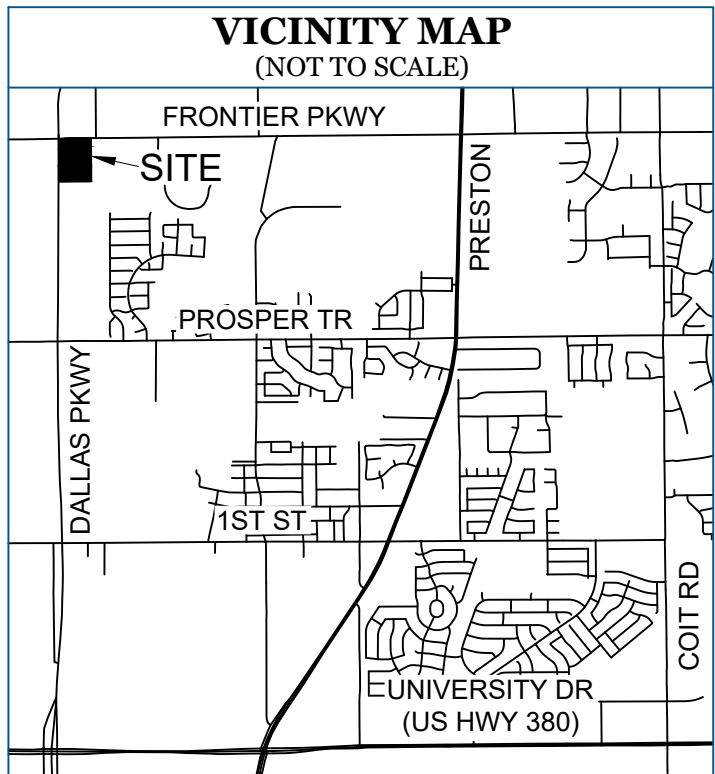 VICINITY MAP
(NOT TO SCALE)
FRONTIER PKWY
SITE
PRESTON
PROSPER TR
DALLAS PKWY
1ST ST
COIT RD
UNIVERSITY DR
(US HWY 380)